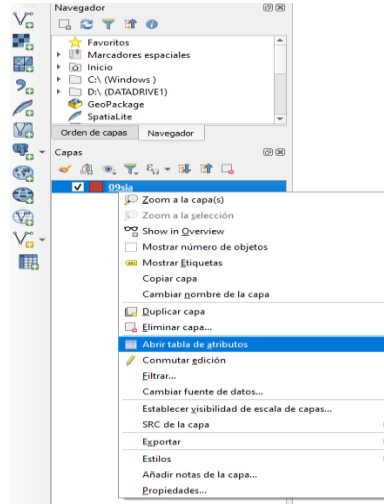 Navegador
Favoritos
Marcadores espaciales
Inicio
C:\ (Windows )
D:\ (DATADRIVE1)
GeoPackage
SpatiaLite
Orden de capas Navegador
Capas
09sia
Zoom a la capa(s)
Zoom a la selección
Show in Overview
Mostrar número de objetos
Mostrar Etiquetas
Copiar capa
Cambiar nombre de la capa
Duplicar capa
Eliminar capa...
Abrir tabla de atributos
Conmutar edición
Filtrar...
Cambiar fuente de datos...
Establecer visibilidad de escala de capas...
SRC de la capa
Exportar
Estilos
Añadir notas de la capa...
Propiedades...